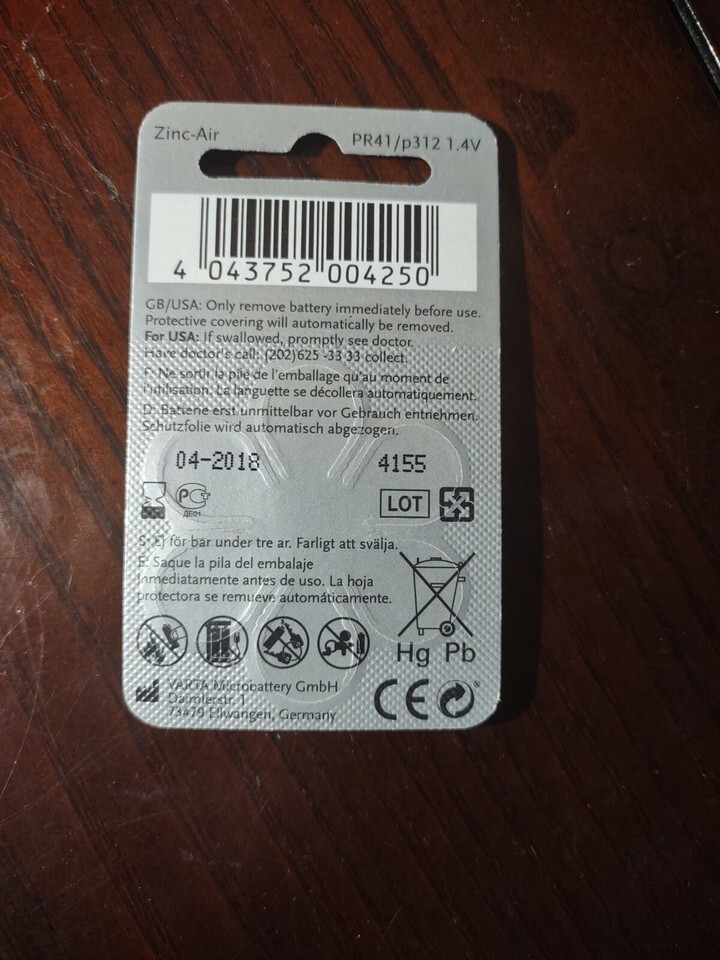 Zinc-Air
PR41/p312 1.4V
4 043752 004250
GB/USA: Only remove battery immediately before use.
Protective covering will automatically be removed.
For USA: If swallowed, promptly see doctor.
Have doctor's call: (202)625 -33 33 collect.
F: Ne sortir la pile de l'emballage qu'au moment de
l'utilisation. La languette se décollera automatiquement.
D: Batterie erst unmittelbar vor Gebrauch entnehmen.
Schutzfolie wird automatisch abgezogen.
04-2018
4155
PC
ДЕ01
LOT
S: Ej för bar under tre ar. Farligt att svälja.
E: Saque la pila del embalaje
inmediatamente antes de uso. La hoja
protectora se remueve automáticamente.
Hg Pb
VARTA Microbattery GmbH
Daimlerstr. 1
73479 Ellwangen, Germany
CE
®